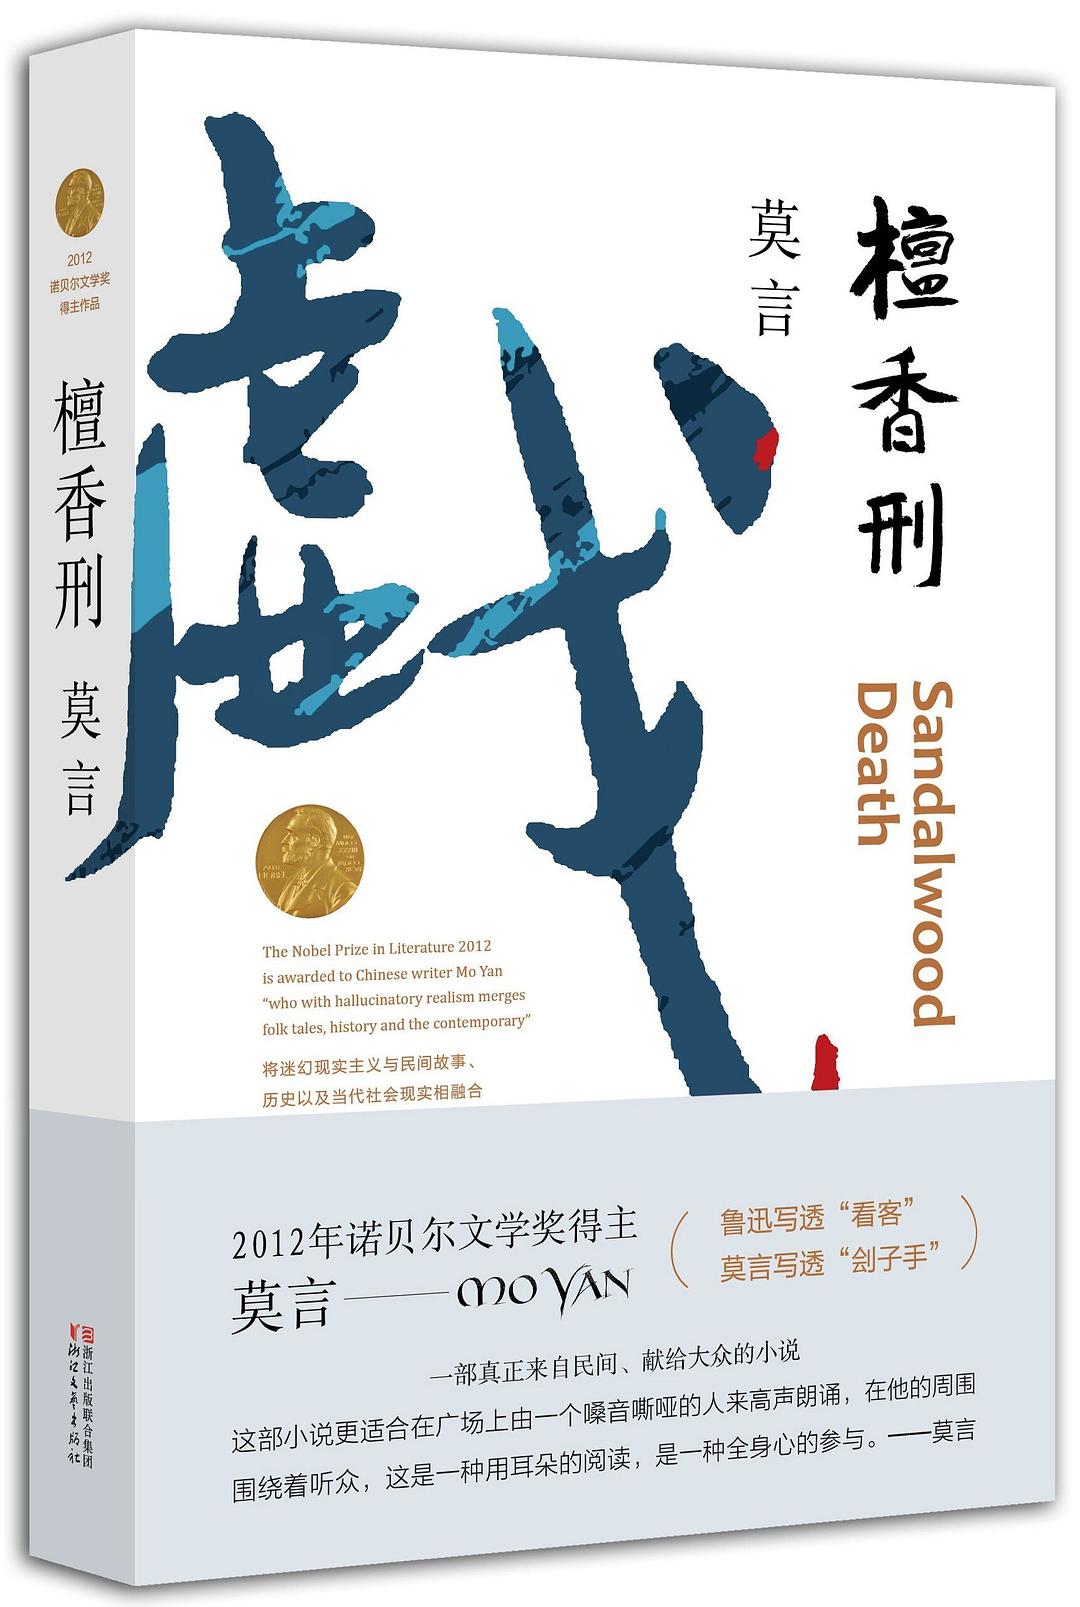 2012
诺贝尔文学奖
得主作品
檀香刑
莫言
浙江出版联合集团
浙江文艺出版社
檀香刑
莫言
Sandalwood
Death
戲
The Nobel Prize in Literature 2012
is awarded to Chinese writer Mo Yan
“who with hallucinatory realism merges
folk tales, history and the contemporary”
将迷幻现实主义与民间故事、
历史以及当代社会现实相融合
2012年诺贝尔文学奖得主
莫言——MO YAN
鲁迅写透“看客”
莫言写透“刽子手”
一部真正来自民间、献给大众的小说
这部小说更适合在广场上由一个嗓音嘶哑的人来高声朗诵，在他的周围
围绕着听众，这是一种用耳朵的阅读，是一种全身心的参与。——莫言